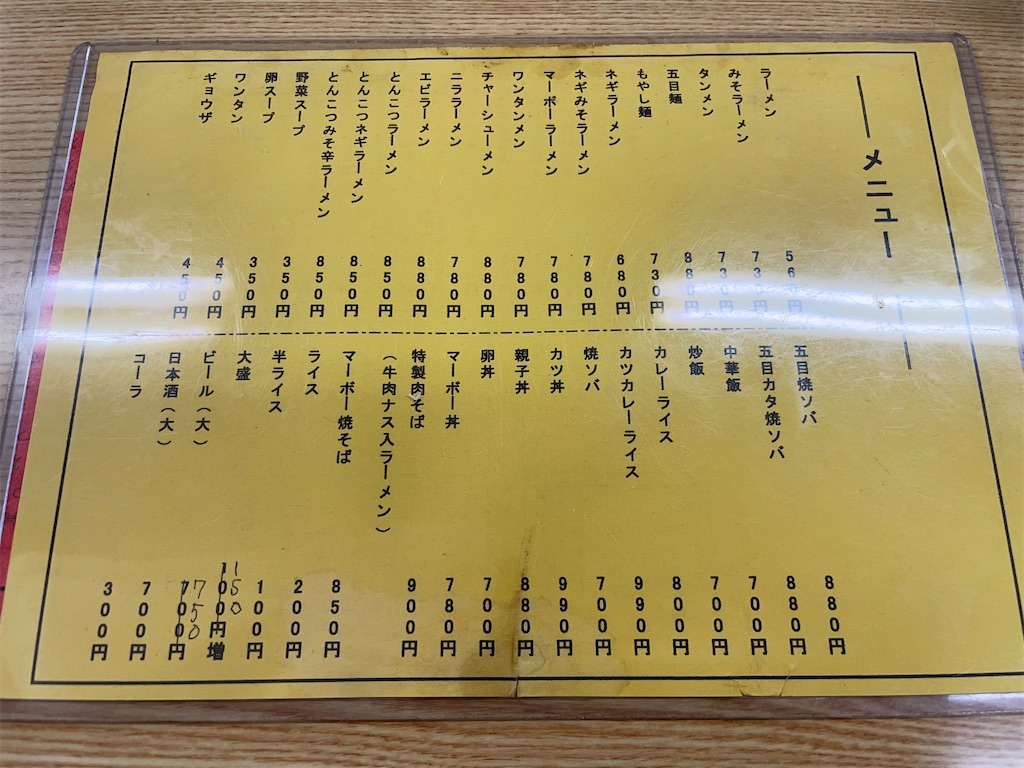 メニュー
ラーメン 560円
みそラーメン 730円
タンメン 730円
五目麺 880円
もやし麺 730円
ネギラーメン 680円
ネギみそラーメン 780円
マーボーラーメン 780円
ワンタンメン 780円
チャーシューメン 880円
ニララーメン 780円
エビラーメン 880円
とんこつラーメン 850円
とんこつネギラーメン 850円
とんこつみそ辛ラーメン 850円
野菜スープ 350円
卵スープ 350円
ワンタン 450円
ギョウザ 450円
五目焼ソバ 880円
五目カタ焼ソバ 880円
中華飯 700円
炒飯 700円
カレーライス 800円
カツカレーライス 990円
焼ソバ 700円
カツ丼 990円
親子丼 880円
卵丼 700円
マーボー丼 780円
特製肉そば 900円
(牛肉ナス入ラーメン)
マーボー焼そば 850円
ライス 200円
半ライス 100円
大盛 100円増 150
ビール(大) 700円 750
日本酒(大) 700円
コーラ 300円